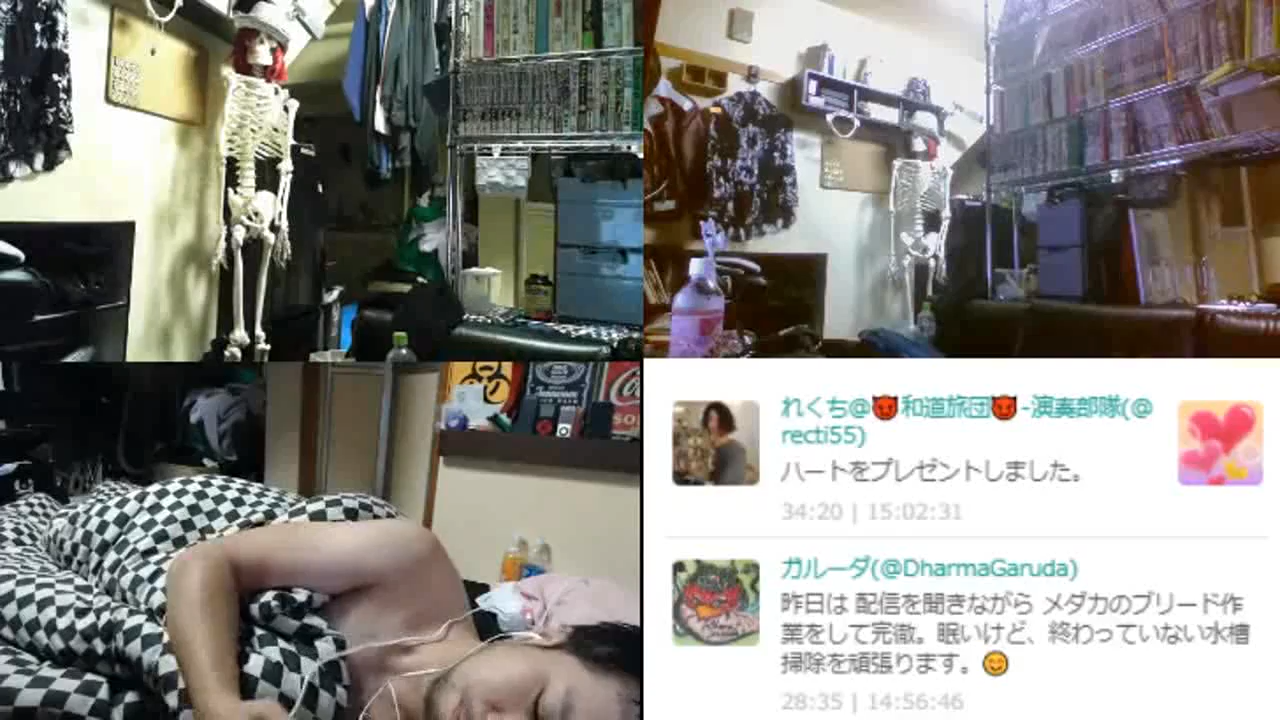 Coca
れくち@😈和道旅団😈-演奏部隊(@
recti55)
ハートをプレゼントしました。
34:20 | 15:02:31
ガルーダ(@DharmaGaruda)
昨日は 配信を聞きながら メダカのブリード作
業をして完徹。眠いけど、終わっていない水槽
掃除を頑張ります。😊
28:35 | 14:56:46